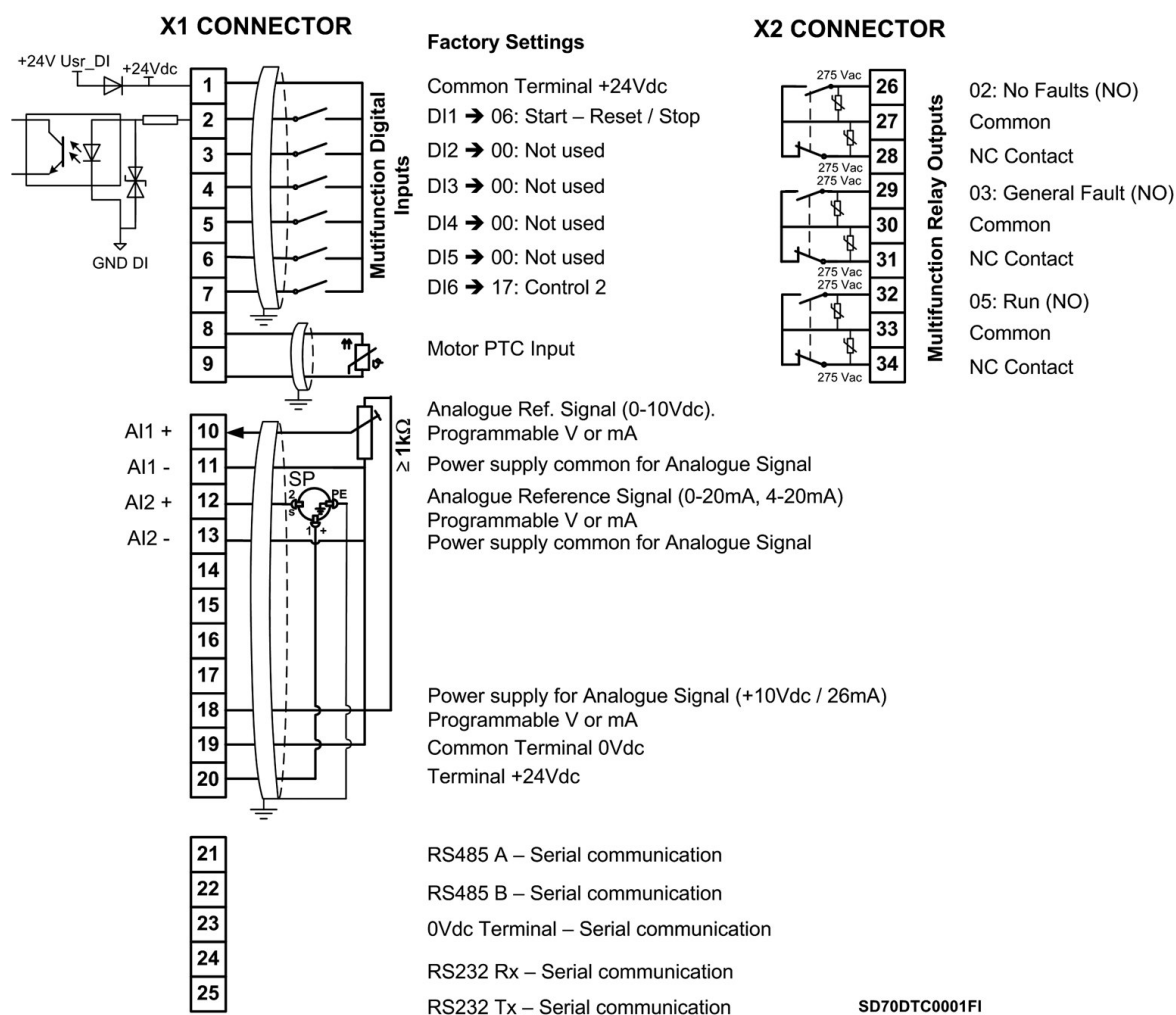 X1 CONNECTOR
Factory Settings
X2 CONNECTOR
+24V Usr_DI
+24Vdc
GND DI
1
2
3
4
5
6
7
Mutifunction Digital
Inputs
Common Terminal +24Vdc
DI1 ➔ 06: Start – Reset / Stop
DI2 ➔ 00: Not used
DI3 ➔ 00: Not used
DI4 ➔ 00: Not used
DI5 ➔ 00: Not used
DI6 ➔ 17: Control 2
8
9
Motor PTC Input
AI1 +
AI1 -
AI2 +
AI2 -
10
11
12
13
14
15
16
17
18
19
20
≥ 1kΩ
SP
2
S
PE
1
+
Analogue Ref. Signal (0-10Vdc).
Programmable V or mA
Power supply common for Analogue Signal
Analogue Reference Signal (0-20mA, 4-20mA)
Programmable V or mA
Power supply common for Analogue Signal
Power supply for Analogue Signal (+10Vdc / 26mA)
Programmable V or mA
Common Terminal 0Vdc
Terminal +24Vdc
21
22
23
24
25
RS485 A – Serial communication
RS485 B – Serial communication
0Vdc Terminal – Serial communication
RS232 Rx – Serial communication
RS232 Tx – Serial communication
275 Vac
275 Vac
275 Vac
275 Vac
275 Vac
275 Vac
26
27
28
29
30
31
32
33
34
Multifunction Relay Outputs
02: No Faults (NO)
Common
NC Contact
03: General Fault (NO)
Common
NC Contact
05: Run (NO)
Common
NC Contact
SD70DTC0001FI